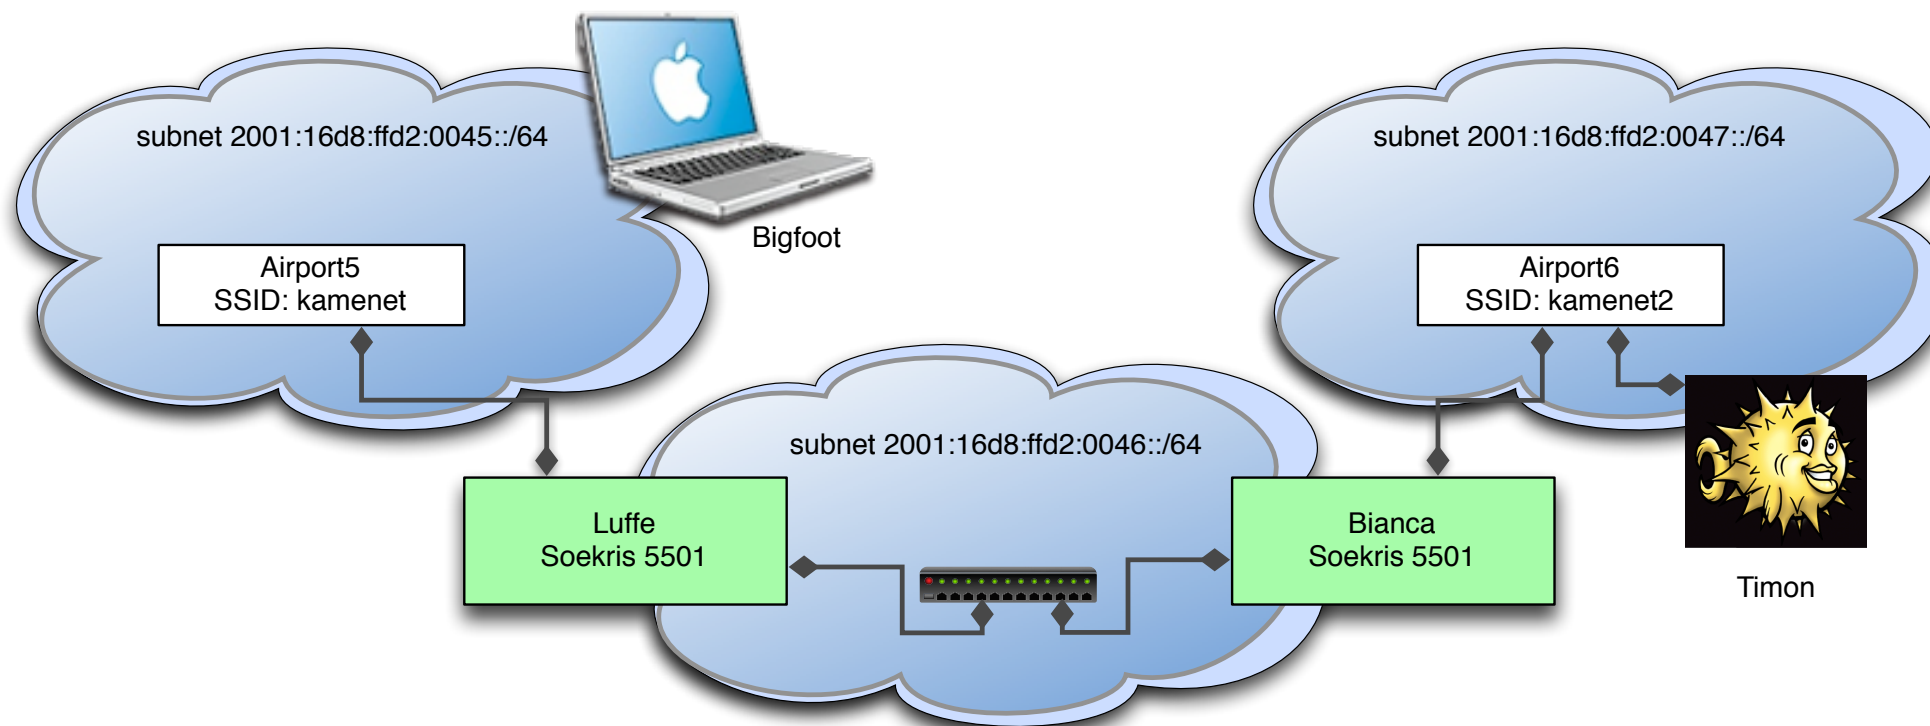 subnet 2001:16d8:ffd2:0045::/64
Bigfoot
Airport5
SSID: kamenet
subnet 2001:16d8:ffd2:0047::/64
Airport6
SSID: kamenet2
subnet 2001:16d8:ffd2:0046::/64
Luffe
Soekris 5501
Bianca
Soekris 5501
Timon